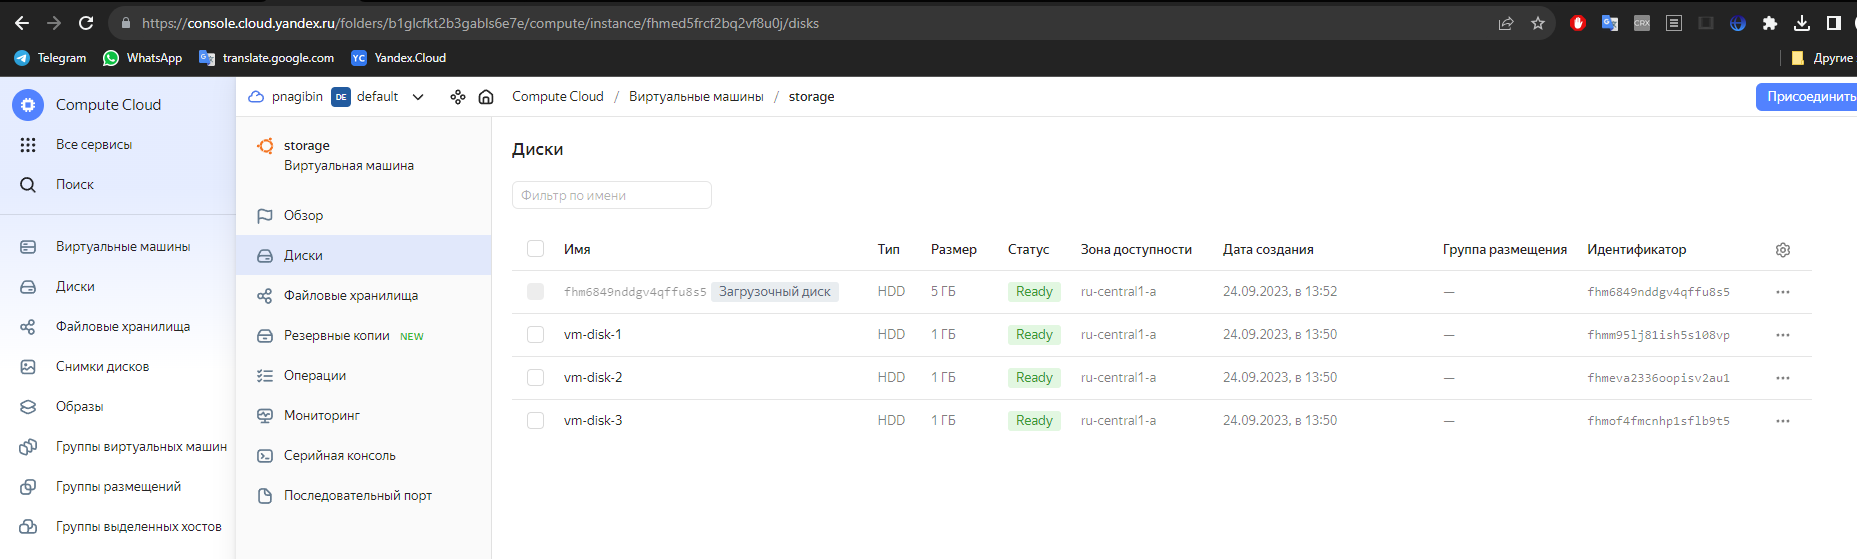 https://console.cloud.yandex.ru/folders/b1glcfkt2b3gabls6e7e/compute/instance/fhmed5frcf2bq2vf8u0j/disks
Telegram WhatsApp translate.google.com YC Yandex.Cloud Другие
Compute Cloud
Все сервисы
Поиск
Виртуальные машины
Диски
Файловые хранилища
Снимки дисков
Образы
Группы виртуальных машин
Группы размещений
Группы выделенных хостов
pnagibin DE default Compute Cloud / Виртуальные машины / storage Присоединить
storage
Виртуальная машина
Обзор
Диски
Файловые хранилища
Резервные копии NEW
Операции
Мониторинг
Серийная консоль
Последовательный порт
Диски
Фильтр по имени
Имя Тип Размер Статус Зона доступности Дата создания Группа размещения Идентификатор
fhm6849nddgv4qffu8s5 Загрузочный диск HDD 5 ГБ Ready ru-central1-a 24.09.2023, в 13:52 — fhm6849nddgv4qffu8s5
vm-disk-1 HDD 1 ГБ Ready ru-central1-a 24.09.2023, в 13:50 — fhmm95lj81ish5s108vp
vm-disk-2 HDD 1 ГБ Ready ru-central1-a 24.09.2023, в 13:50 — fhmeva2336oopisv2au1
vm-disk-3 HDD 1 ГБ Ready ru-central1-a 24.09.2023, в 13:50 — fhmof4fmcnhp1sflb9t5